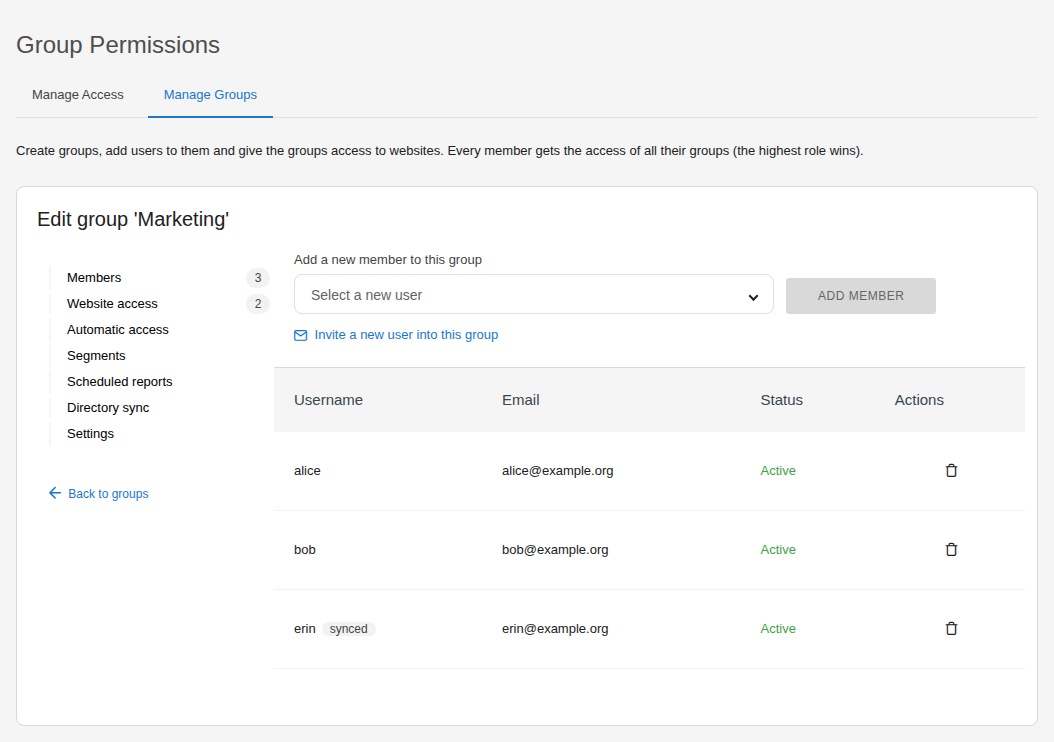 Group Permissions
Manage Access Manage Groups
Create groups, add users to them and give the groups access to websites. Every member gets the access of all their groups (the highest role wins).
Edit group 'Marketing'
Members 3
Website access 2
Automatic access
Segments
Scheduled reports
Directory sync
Settings
Back to groups
Add a new member to this group
Select a new user ADD MEMBER
Invite a new user into this group
Username Email Status Actions
alice alice@example.org Active
bob bob@example.org Active
erin synced erin@example.org Active